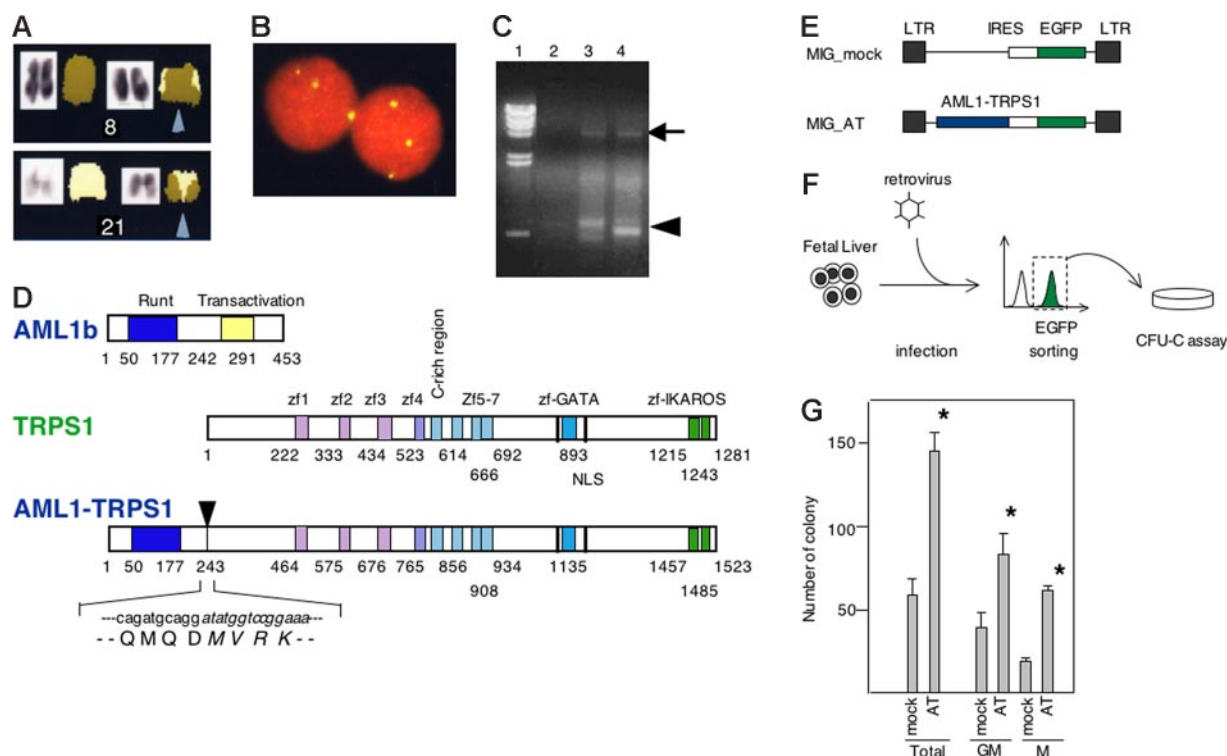 A
8
21
B
C
1 2 3 4
D
Runt Transactivation
AML1b
1 50 177 242 291 453
C-rich region
zf1 zf2 zf3 zf4 Zf5-7 zf-GATA zf-IKAROS
TRPS1
1 222 333 434 523 614 692 893 1215 1281
666 NLS 1243
AML1-TRPS1
1 50 177 243 464 575 676 765 856 934 1135 1457 1523
908 1485
---cagatgcaggatatggtccggaaa---
--Q M Q D M V R K--
E
LTR IRES EGFP LTR
MIG_mock
AML1-TRPS1
MIG_AT
F
retrovirus
Fetal Liver
EGFP
infection sorting CFU-C assay
G
Number of colony
150
100
50
* * *
mock AT mock AT mock AT
Total GM M